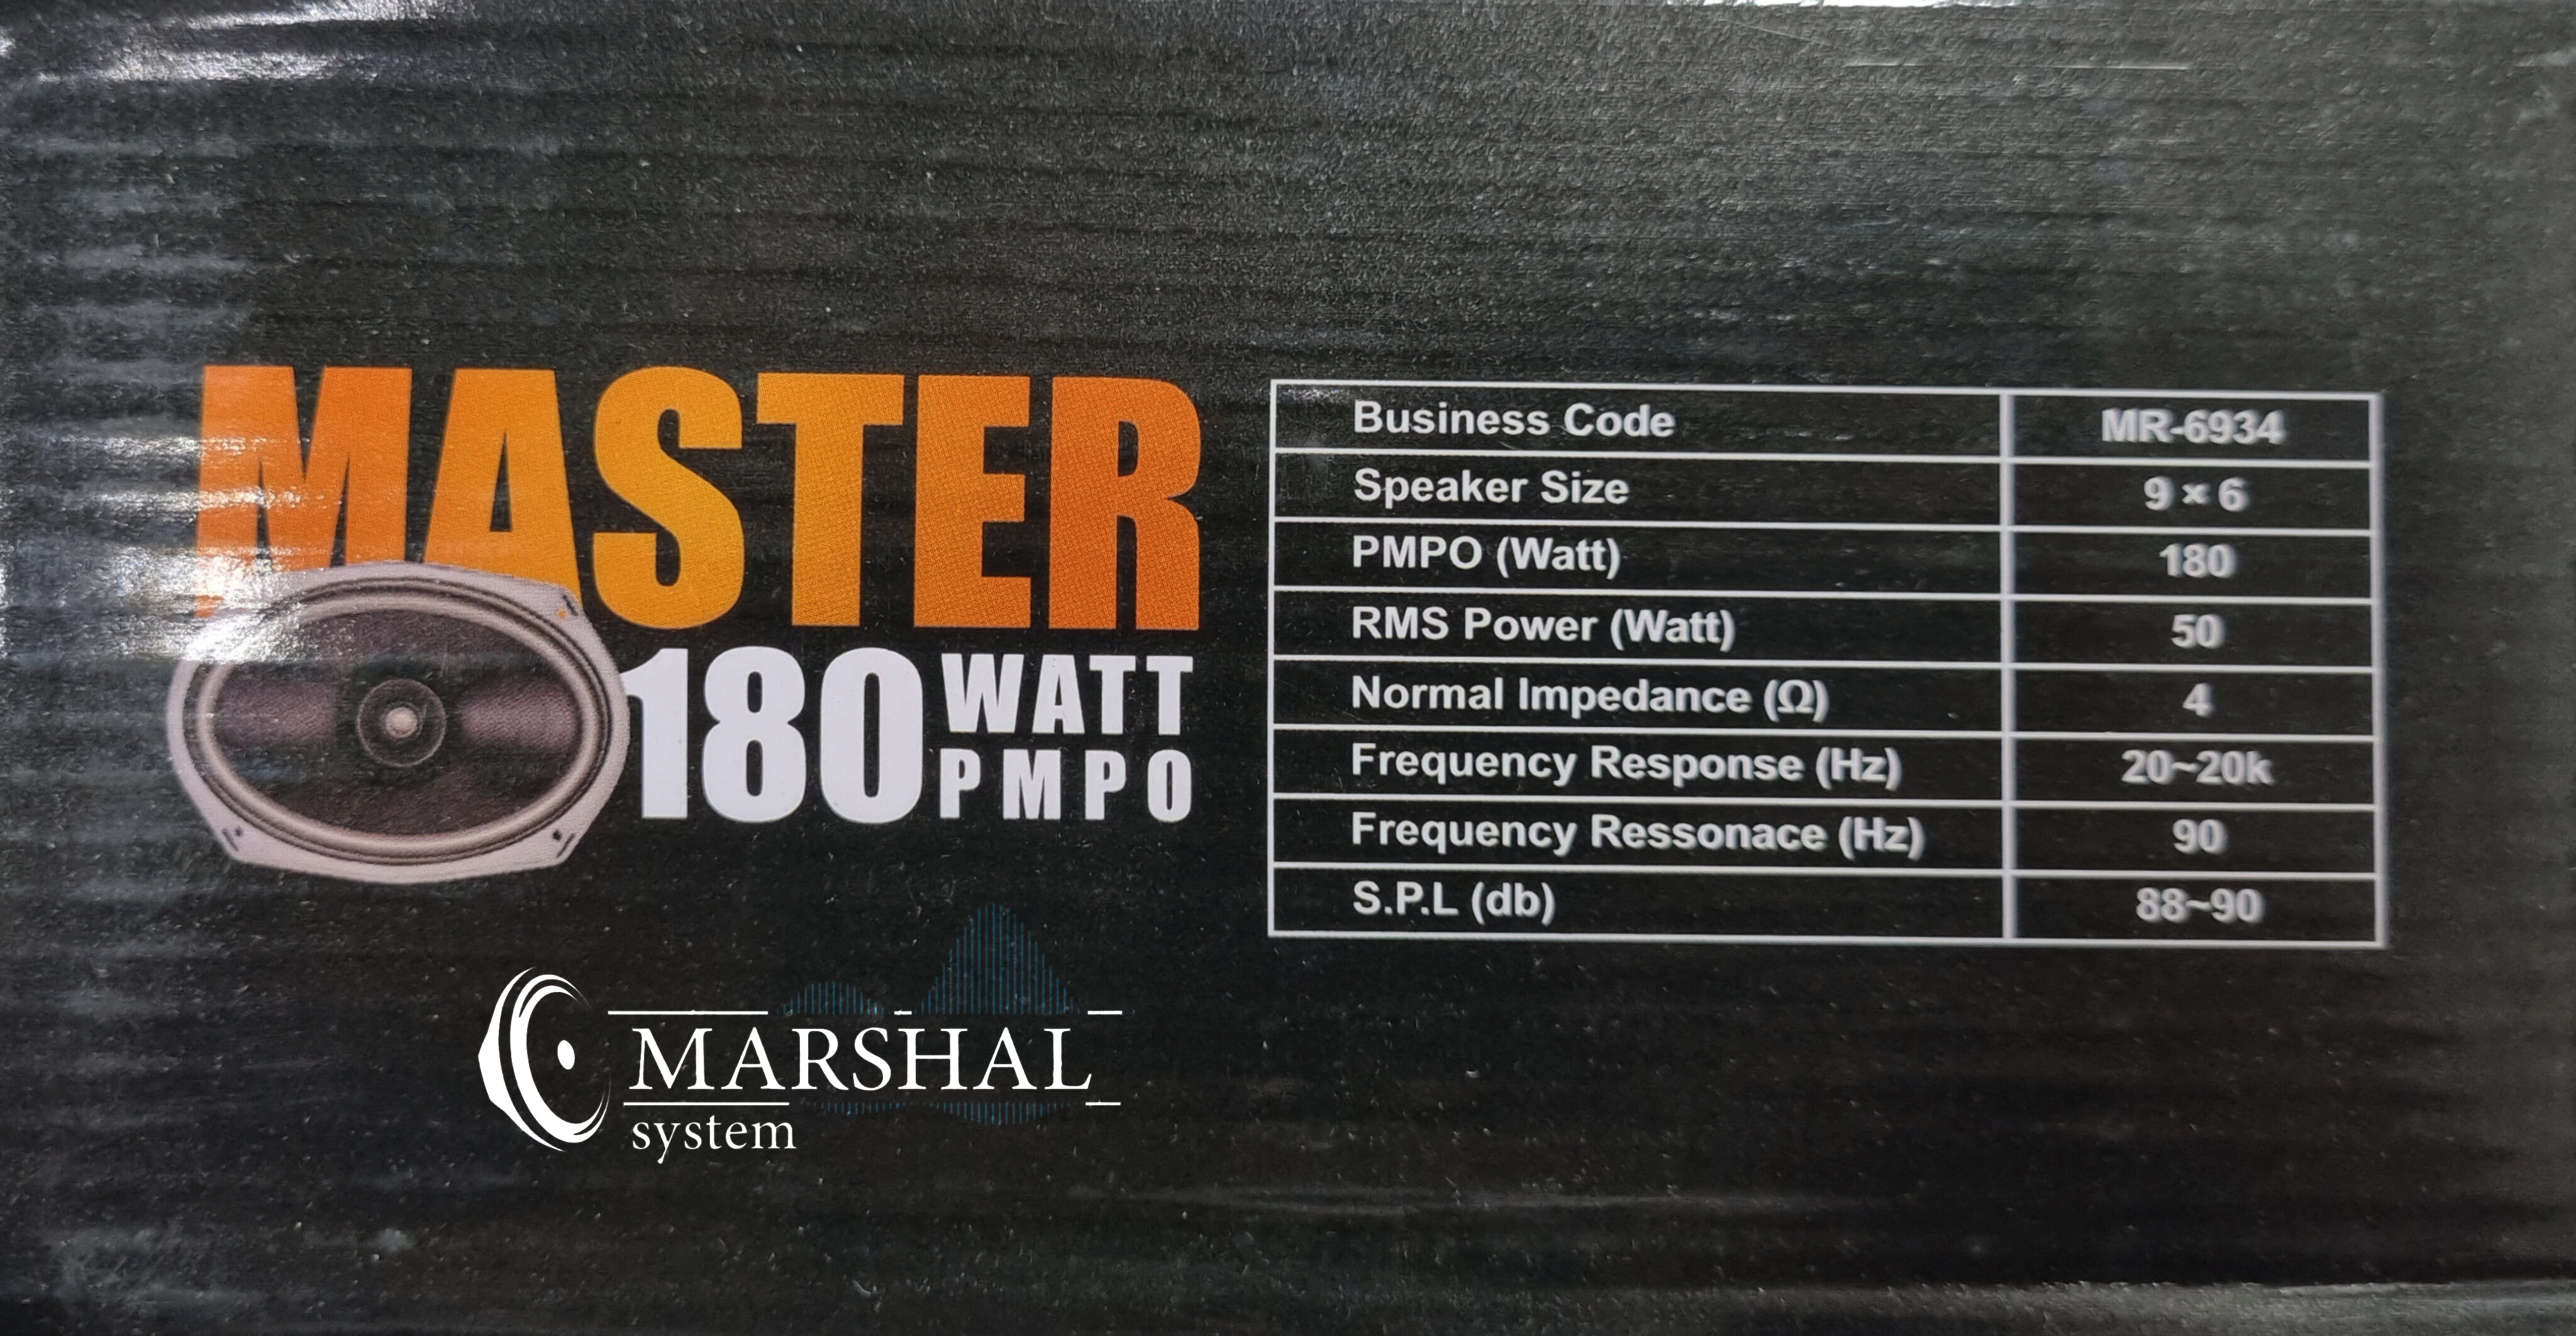 MASTER
180 WATT
PMPO
Business Code MR-6934
Speaker Size 9 × 6
PMPO (Watt) 180
RMS Power (Watt) 50
Normal Impedance (Ω) 4
Frequency Response (Hz) 20~20k
Frequency Ressonace (Hz) 90
S.P.L (db) 88~90
MARSHAL
system